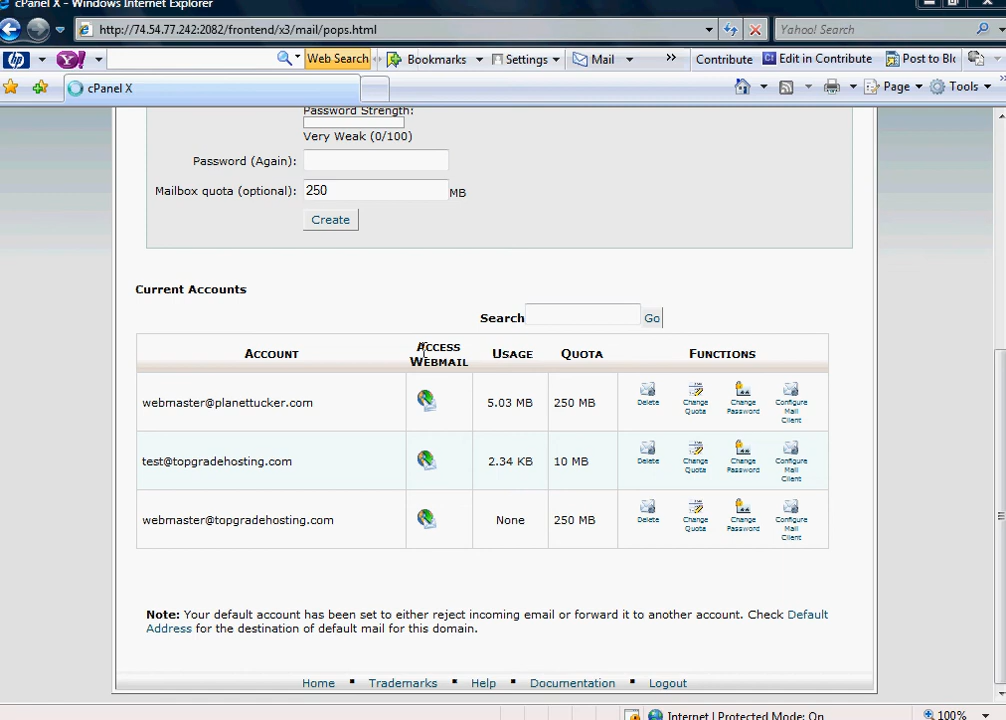 cPanel X - Windows Internet Explorer
http://74.54.77.242:2082/frontend/x3/mail/pops.html
Yahoo! Search
hp Y! Web Search Bookmarks Settings Mail » Contribute Edit in Contribute Post to Blo
cPanel X
Page Tools »
Password Strength:
Very Weak (0/100)
Password (Again):
Mailbox quota (optional): 250 MB
Create
Current Accounts
Search Go
ACCOUNT ACCESS WEBMAIL USAGE QUOTA FUNCTIONS
webmaster@planettucker.com 5.03 MB 250 MB Delete Change Quota Change Password Configure Mail Client
test@topgradehosting.com 2.34 KB 10 MB Delete Change Quota Change Password Configure Mail Client
webmaster@topgradehosting.com None 250 MB Delete Change Quota Change Password Configure Mail Client
Note: Your default account has been set to either reject incoming email or forward it to another account. Check Default
Address for the destination of default mail for this domain.
Home ▪ Trademarks ▪ Help ▪ Documentation ▪ Logout
Internet | Protected Mode: On 100%